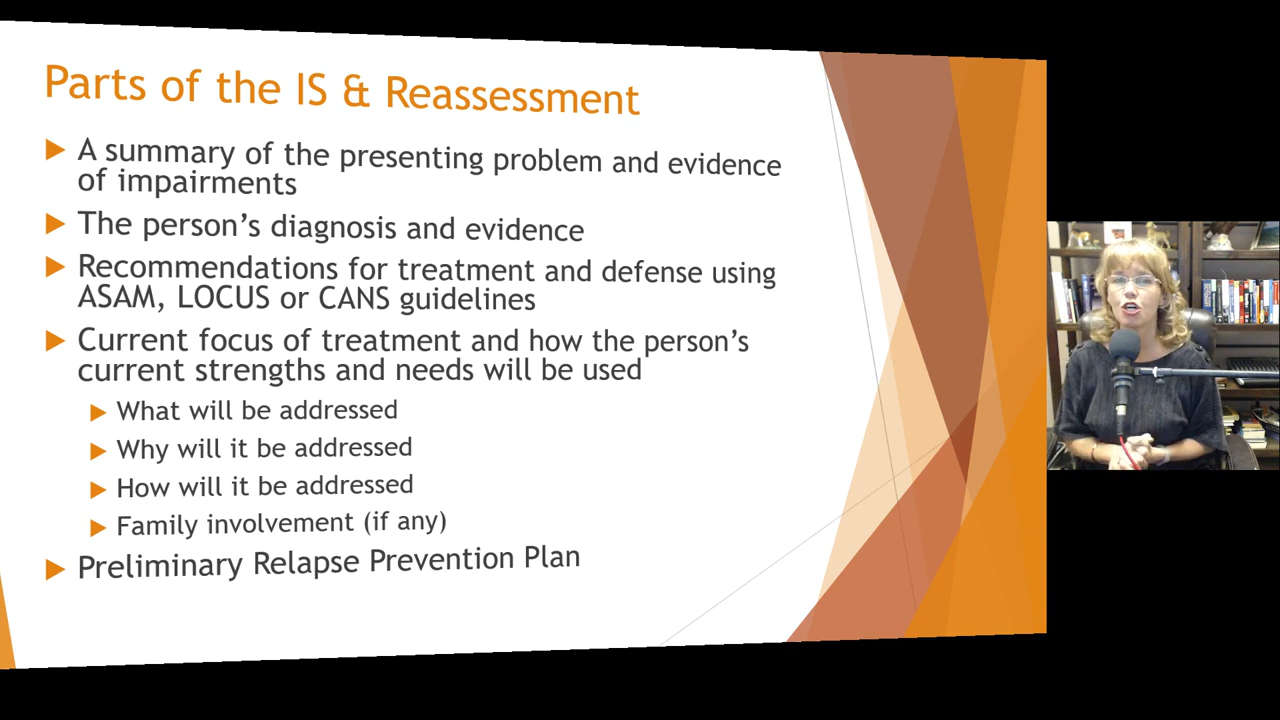 Parts of the IS & Reassessment
A summary of the presenting problem and evidence
of impairments
The person's diagnosis and evidence
Recommendations for treatment and defense using
ASAM, LOCUS or CANS guidelines
Current focus of treatment and how the person's
current strengths and needs will be used
What will be addressed
Why will it be addressed
How will it be addressed
Family involvement (if any)
Preliminary Relapse Prevention Plan